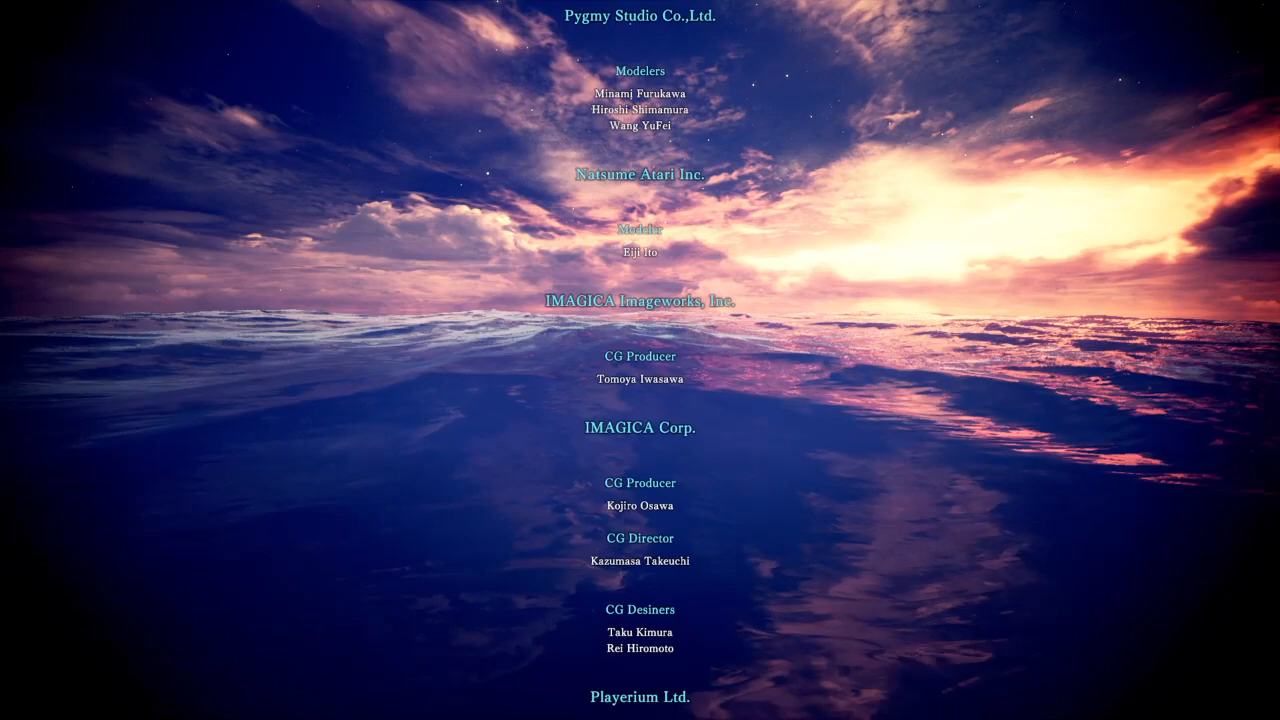 Pygmy Studio Co.,Ltd.
Modelers
Minami Furukawa
Hiroshi Shimamura
Wang YuFei
Natsume Atari Inc.
Modeler
Eiji Ito
IMAGICA Imageworks, Inc.
CG Producer
Tomoya Iwasawa
IMAGICA Corp.
CG Producer
Kojiro Osawa
CG Director
Kazumasa Takeuchi
CG Desiners
Taku Kimura
Rei Hiromoto
Playerium Ltd.